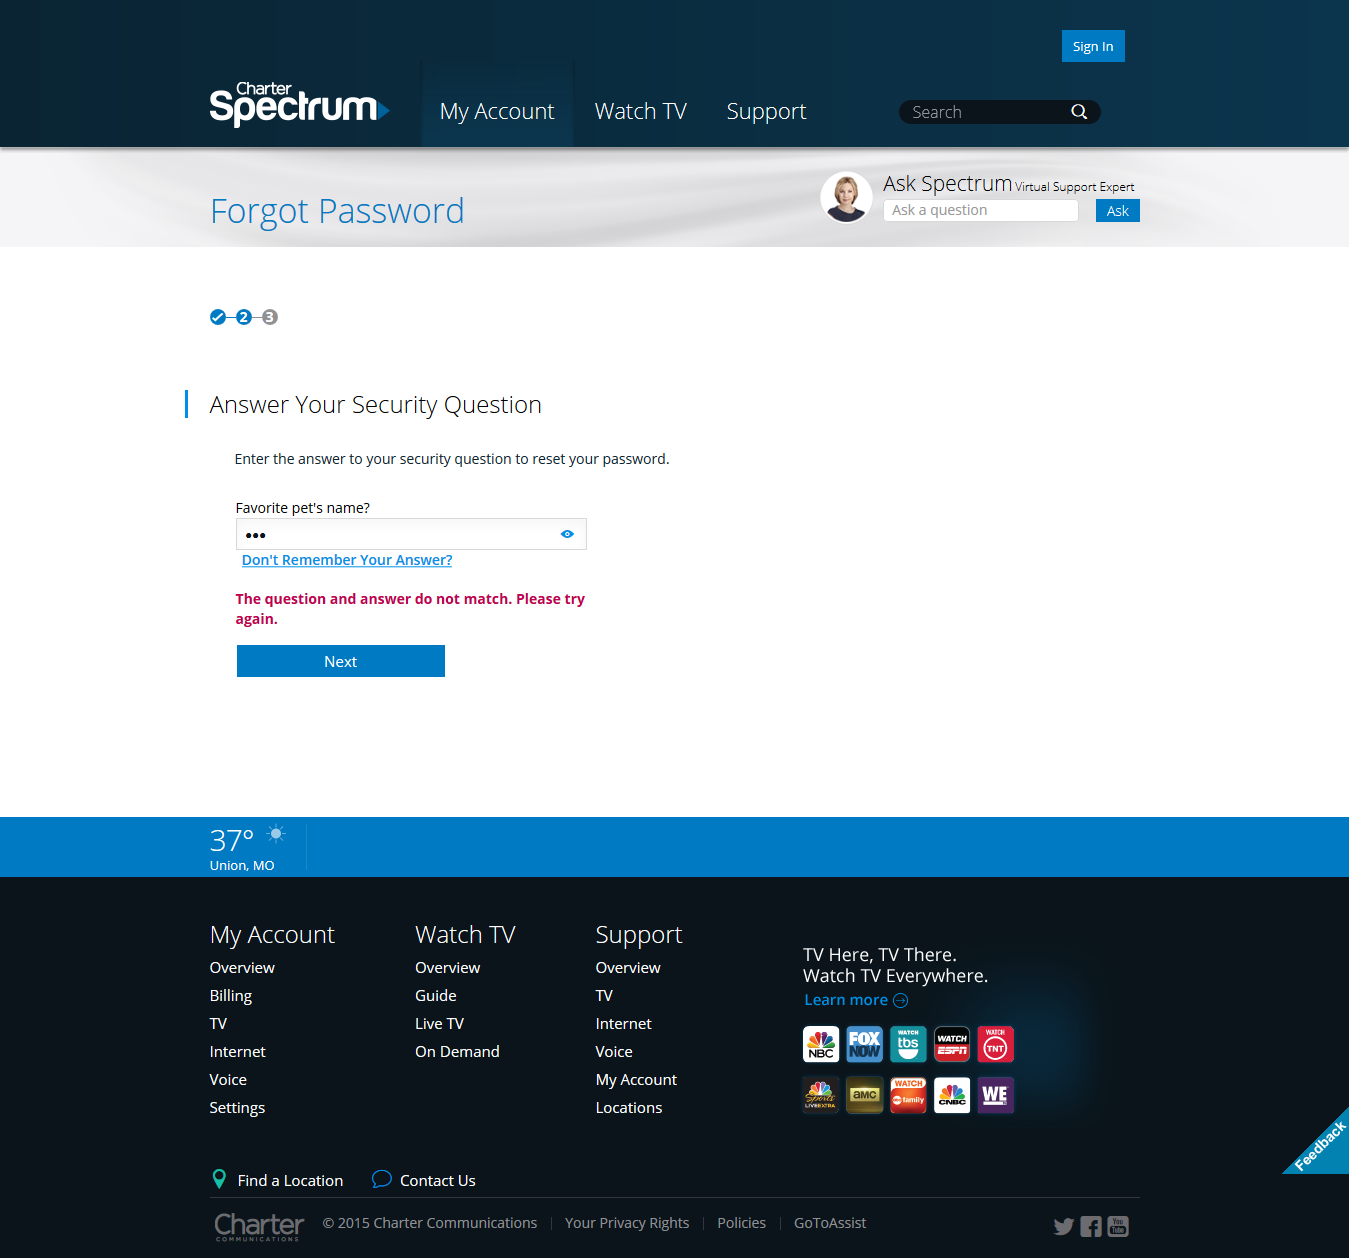 Sign In
Charter
Spectrum
My Account
Watch TV
Support
Search
Forgot Password
Ask Spectrum Virtual Support Expert
Ask a question
Ask
2
3
Answer Your Security Question
Enter the answer to your security question to reset your password.
Favorite pet's name?
•••
Don't Remember Your Answer?
The question and answer do not match. Please try
again.
Next
37°
Union, MO
My Account
Overview
Billing
TV
Internet
Voice
Settings
Watch TV
Overview
Guide
Live TV
On Demand
Support
Overview
TV
Internet
Voice
My Account
Locations
TV Here, TV There.
Watch TV Everywhere.
Learn more
NBC
FOX
NOW
WATCH
tbs
WATCH
ESPN
WATCH
TNT
Sports
LIVE EXTRA
amc
WATCH
abc family
CNBC
WE
tv
Feedback
Find a Location
Contact Us
Charter
COMMUNICATIONS
© 2015 Charter Communications
Your Privacy Rights
Policies
GoToAssist
You
Tube